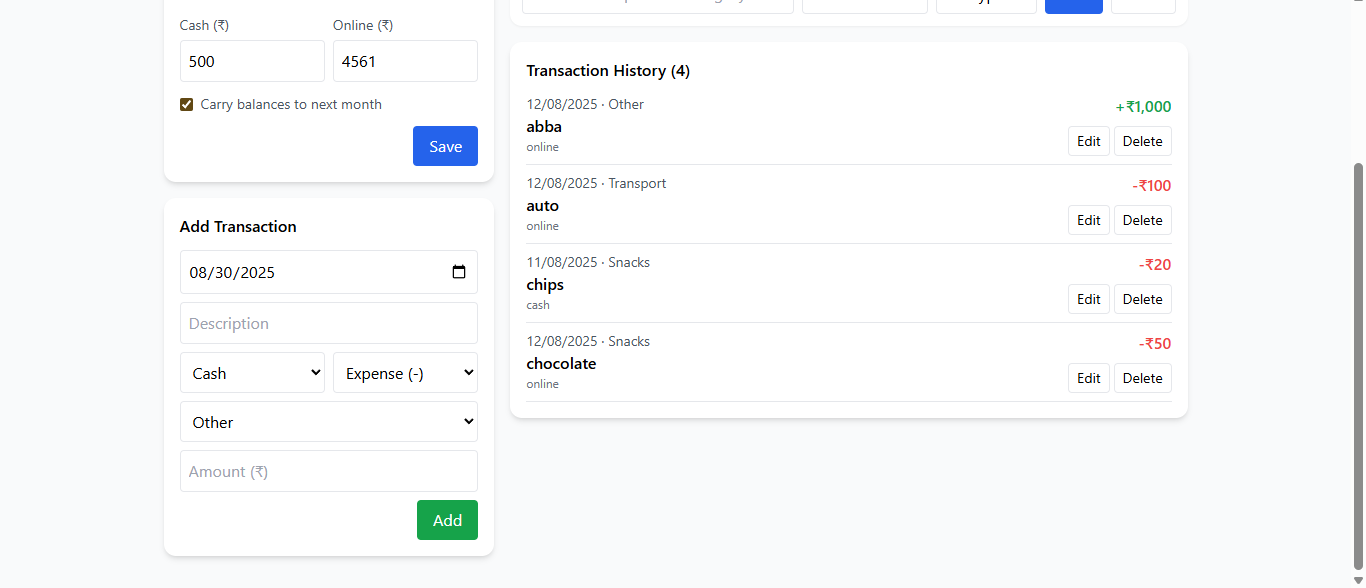 Cash (₹) Online (₹)
500 4561
Carry balances to next month
Save
Add Transaction
08/30/2025
Description
Cash Expense (-)
Other
Amount (₹)
Add
Transaction History (4)
12/08/2025 · Other
+₹1,000
abba
online
Edit Delete
12/08/2025 · Transport
-₹100
auto
online
Edit Delete
11/08/2025 · Snacks
-₹20
chips
cash
Edit Delete
12/08/2025 · Snacks
-₹50
chocolate
online
Edit Delete